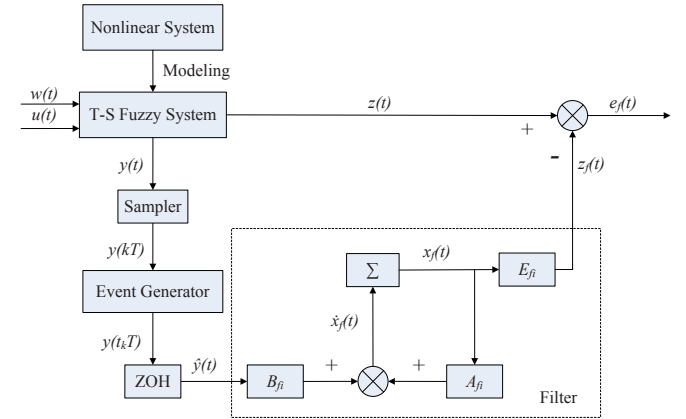 Nonlinear System
Modeling
w(t)
u(t)
T-S Fuzzy System
z(t)
e_f(t)
+
-
z_f(t)
y(t)
Sampler
y(kT)
Event Generator
y(t_kT)
ZOH
ŷ(t)
B_fi
+
+
A_fi
ẋ_f(t)
∑
x_f(t)
E_fi
Filter